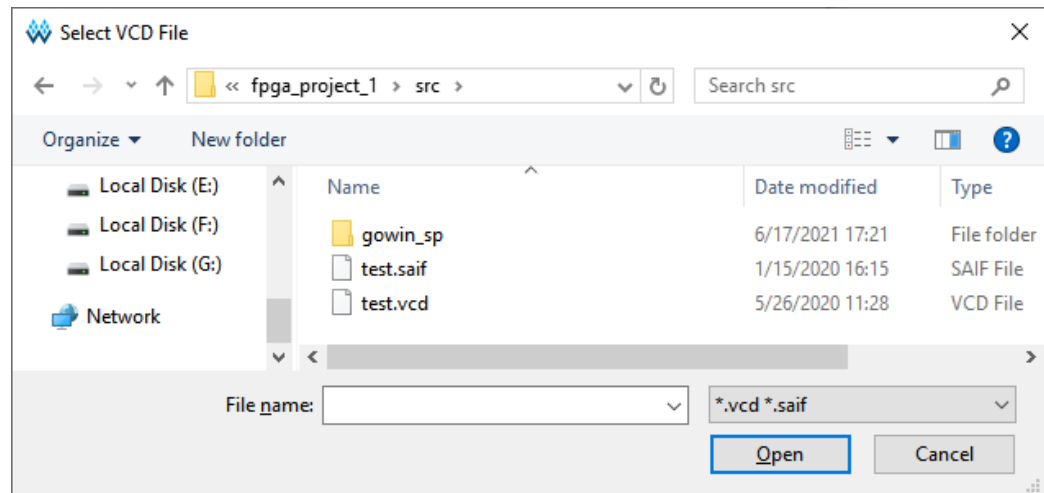 Select VCD File
« fpga_project_1 > src >
Search src
Organize
New folder
Local Disk (E:)
Local Disk (F:)
Local Disk (G:)
Network
Name Date modified Type
gowin_sp 6/17/2021 17:21 File folder
test.saif 1/15/2020 16:15 SAIF File
test.vcd 5/26/2020 11:28 VCD File
File name:
*.vcd *.saif
Open
Cancel